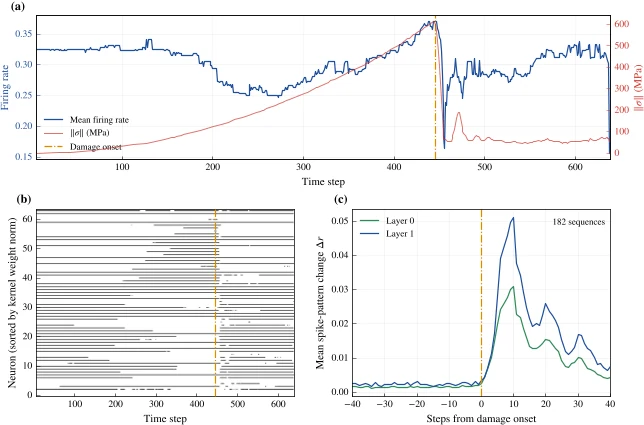 (a)
0.35
0.30
0.25
0.20
0.15
Firing rate
600
500
400
300
200
100
0
||σ|| (MPa)
Mean firing rate
||σ|| (MPa)
Damage onset
100 200 300 400 500 600
Time step
(b)
60
50
40
30
20
10
0
Neuron (sorted by kernel weight norm)
100 200 300 400 500 600
Time step
(c)
0.05
0.04
0.03
0.02
0.01
0.00
Mean spike-pattern change Δr
Layer 0
Layer 1
182 sequences
−40 −30 −20 −10 0 10 20 30 40
Steps from damage onset